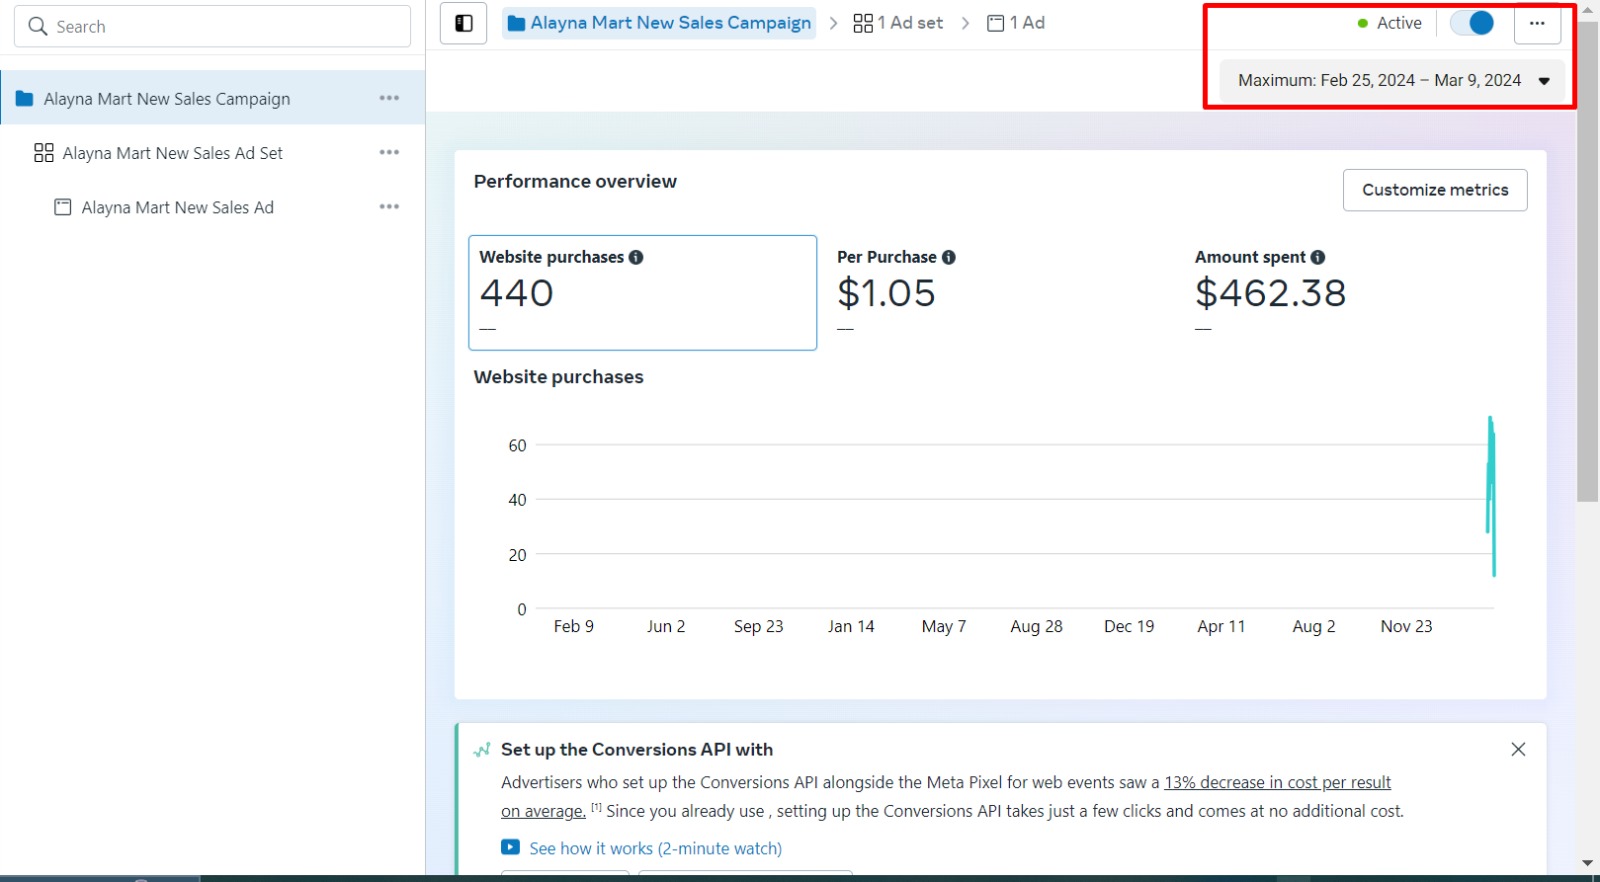 Search
Alayna Mart New Sales Campaign
Alayna Mart New Sales Ad Set
Alayna Mart New Sales Ad
Alayna Mart New Sales Campaign > 1 Ad set > 1 Ad
Active
Maximum: Feb 25, 2024 – Mar 9, 2024
Performance overview
Customize metrics
Website purchases
440
—
Per Purchase
$1.05
—
Amount spent
$462.38
—
Website purchases
60
40
20
0
Feb 9 Jun 2 Sep 23 Jan 14 May 7 Aug 28 Dec 19 Apr 11 Aug 2 Nov 23
Set up the Conversions API with
Advertisers who set up the Conversions API alongside the Meta Pixel for web events saw a 13% decrease in cost per result
on average. [1] Since you already use , setting up the Conversions API takes just a few clicks and comes at no additional cost.
See how it works (2-minute watch)